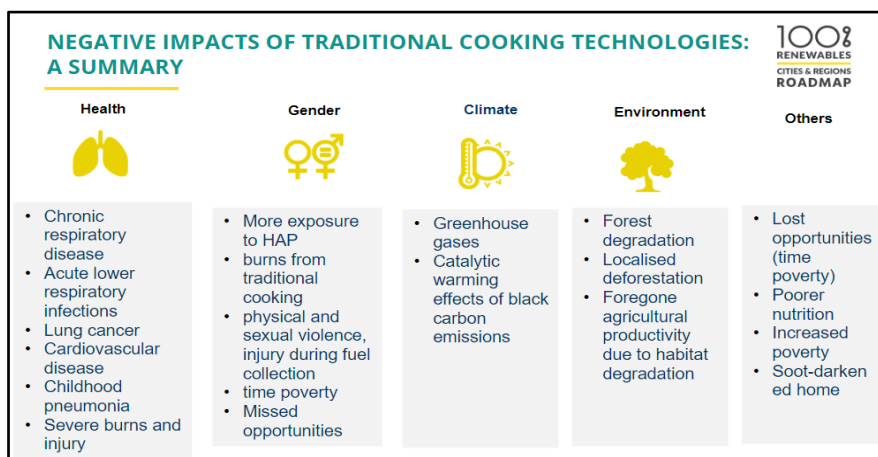 NEGATIVE IMPACTS OF TRADITIONAL COOKING TECHNOLOGIES:
A SUMMARY
100%
RENEWABLES
CITIES & REGIONS
ROADMAP
Health
• Chronic
respiratory
disease
• Acute lower
respiratory
infections
• Lung cancer
• Cardiovascular
disease
• Childhood
pneumonia
• Severe burns and
injury
Gender
• More exposure
to HAP
• burns from
traditional
cooking
• physical and
sexual violence,
injury during fuel
collection
• time poverty
• Missed
opportunities
Climate
• Greenhouse
gases
• Catalytic
warming
effects of black
carbon
emissions
Environment
• Forest
degradation
• Localised
deforestation
• Foregone
agricultural
productivity
due to habitat
degradation
Others
• Lost
opportunities
(time
poverty)
• Poorer
nutrition
• Increased
poverty
• Soot-darken
ed home